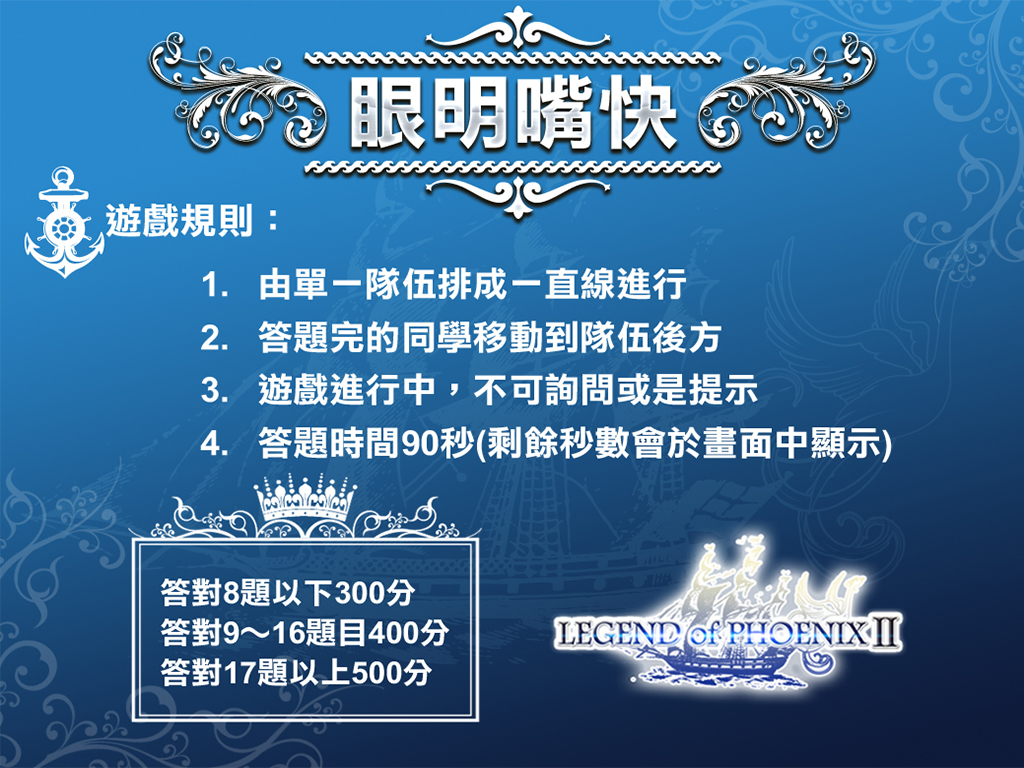 眼明嘴快
遊戲規則：
1. 由單一隊伍排成一直線進行
2. 答題完的同學移動到隊伍後方
3. 遊戲進行中，不可詢問或是提示
4. 答題時間90秒(剩餘秒數會於畫面中顯示)
答對8題以下300分
答對9～16題目400分
答對17題以上500分
LEGEND of PHOENIX II